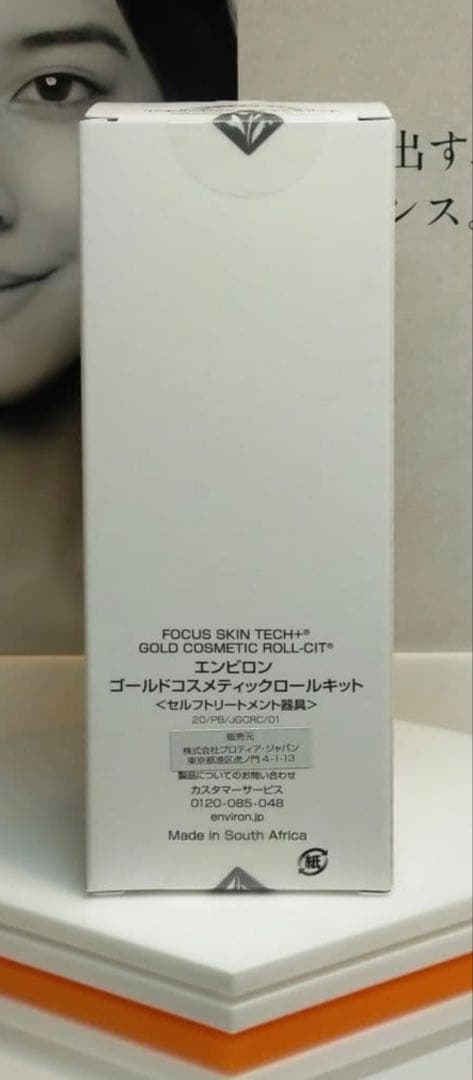 出す
ンス。
FOCUS SKIN TECH+®
GOLD COSMETIC ROLL-CIT®
エンビロン
ゴールドコスメティックロールキット
＜セルフトリートメント器具＞
20/PB/JGCRC/01
販売元
株式会社プロティア・ジャパン
東京都港区虎ノ門 4-1-13
製品についてのお問い合わせ
カスタマーサービス
0120-085-048
environ.jp
Made in South Africa
紙